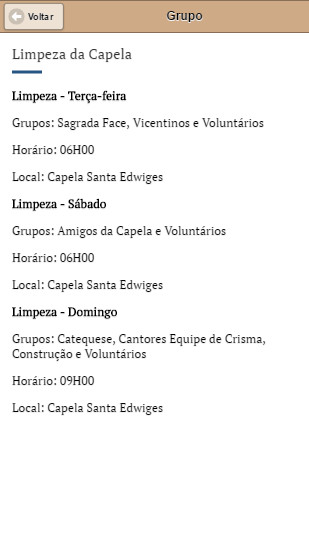 Voltar
Grupo
Limpeza da Capela
Limpeza - Terça-feira
Grupos: Sagrada Face, Vicentinos e Voluntários
Horário: 06H00
Local: Capela Santa Edwiges
Limpeza - Sábado
Grupos: Amigos da Capela e Voluntários
Horário: 06H00
Local: Capela Santa Edwiges
Limpeza - Domingo
Grupos: Catequese, Cantores Equipe de Crisma,
Construção e Voluntários
Horário: 09H00
Local: Capela Santa Edwiges